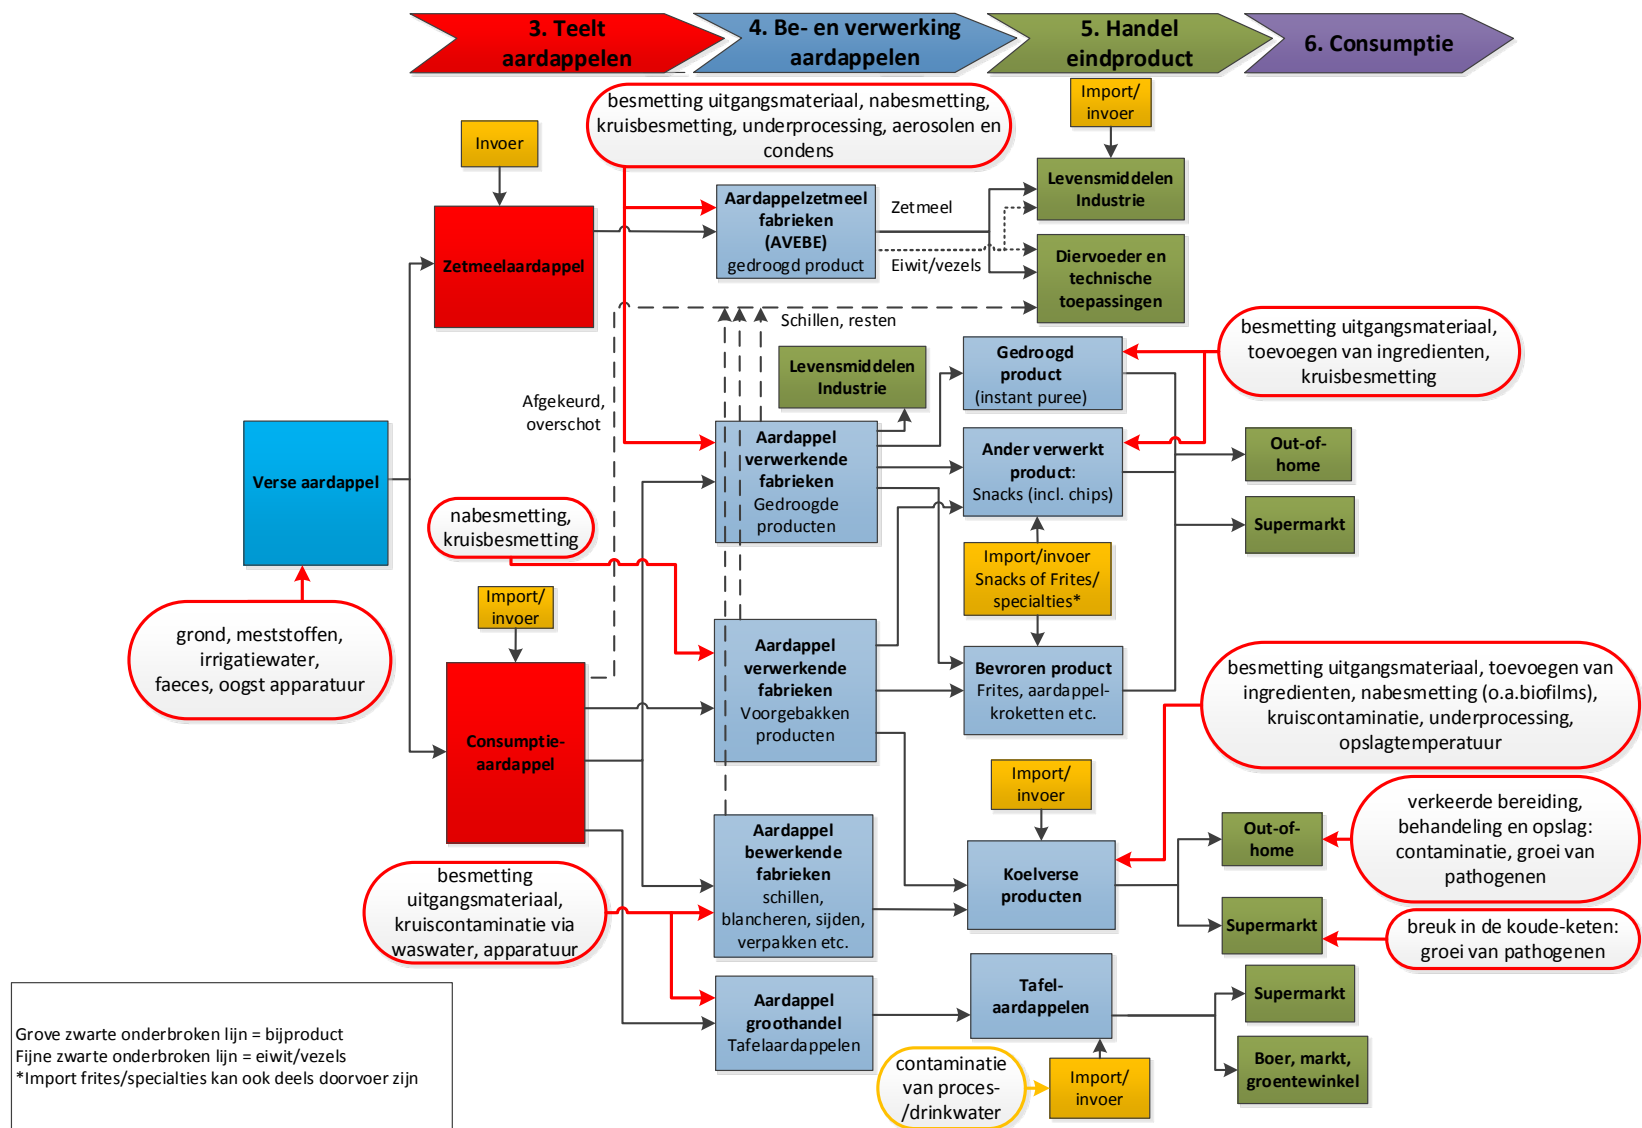 3. Teelt
aardappelen
4. Be- en verwerking
aardappelen
5. Handel
eindproduct
6. Consumptie
besmetting uitgangsmateriaal, nabesmetting,
kruisbesmetting, underprocessing, aerosolen en
condens
Import/
invoer
Invoer
Zetmeelaardappel
Aardappelzetmeel
fabrieken
(AVEBE)
gedroogd product
Zetmeel
Eiwit/vezels
Levensmiddelen
Industrie
Diervoeder en
technische
toepassingen
Schillen, resten
Afgekeurd,
overschot
Levensmiddelen
Industrie
Gedroogd
product
(instant puree)
besmetting uitgangsmateriaal,
toevoegen van ingredienten,
kruisbesmetting
Verse aardappel
Aardappel
verwerkende
fabrieken
Gedroogde
producten
Ander verwerkt
product:
Snacks (incl. chips)
Out-of-
home
Supermarkt
nabesmetting,
kruisbesmetting
Import/invoer
Snacks of Frites/
specialties*
Import/
invoer
grond, meststoffen,
irrigatiewater,
faeces, oogst apparatuur
Consumptie-
aardappel
Aardappel
verwerkende
fabrieken
Voorgebakken
producten
Bevroren product
Frites, aardappel-
kroketten etc.
besmetting uitgangsmateriaal, toevoegen van
ingredienten, nabesmetting (o.a.biofilms),
kruiscontaminatie, underprocessing,
opslagtemperatuur
Import/
invoer
Aardappel
bewerkende
fabrieken
schillen,
blancheren, sijden,
verpakken etc.
Koelverse
producten
Out-of-
home
verkeerde bereiding,
behandeling en opslag:
contaminatie, groei van
pathogenen
Supermarkt
breuk in de koude-keten:
groei van pathogenen
besmetting
uitgangsmateriaal,
kruiscontaminatie via
waswater, apparatuur
Aardappel
groothandel
Tafelaardappelen
Tafel-
aardappelen
Supermarkt
Boer, markt,
groentewinkel
contaminatie
van proces-
/drinkwater
Import/
invoer
Grove zwarte onderbroken lijn = bijproduct
Fijne zwarte onderbroken lijn = eiwit/vezels
*Import frites/specialties kan ook deels doorvoer zijn